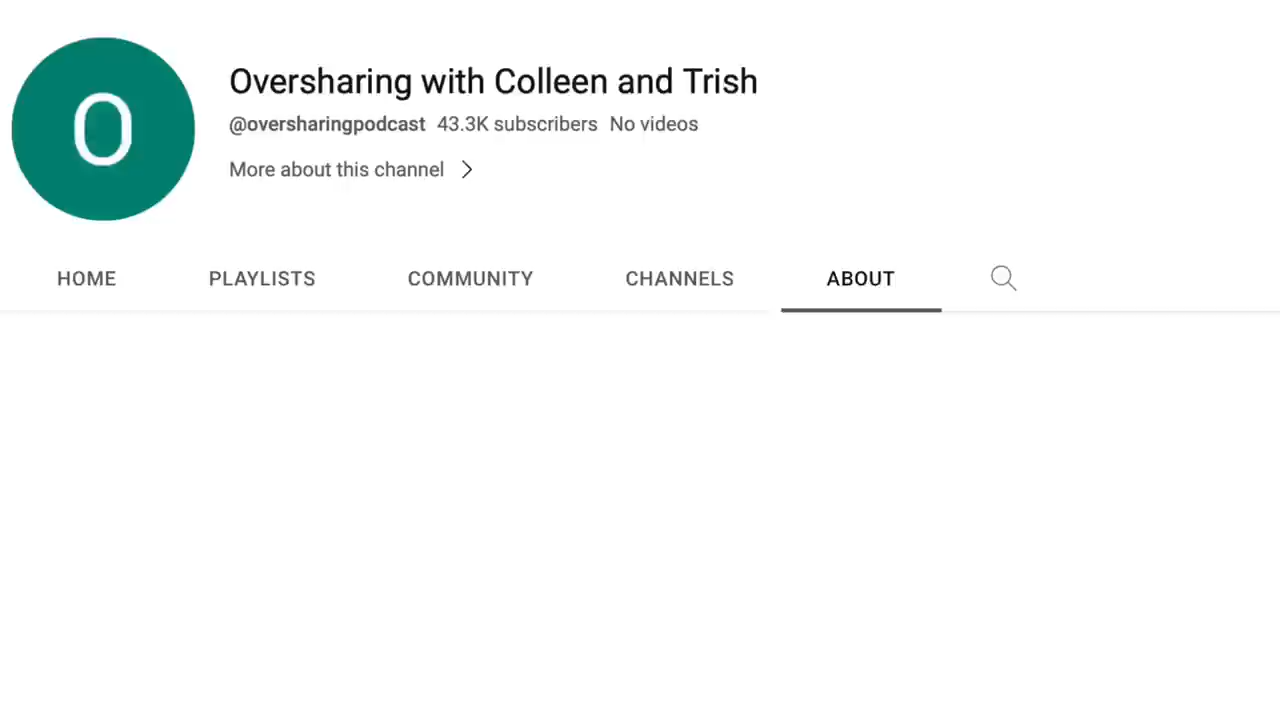 O
Oversharing with Colleen and Trish
@oversharingpodcast 43.3K subscribers No videos
More about this channel
HOME PLAYLISTS COMMUNITY CHANNELS ABOUT